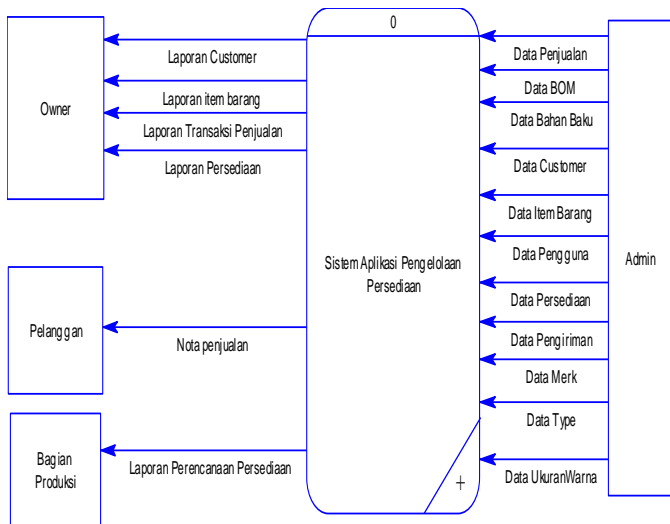 0
Owner
Laporan Customer
Laporan item barang
Laporan Transaksi Penjualan
Laporan Persediaan
Pelanggan
Nota penjualan
Bagian
Produksi
Laporan Perencanaan Persediaan
Sistem Aplikasi Pengelolaan
Persediaan
+
Data Penjualan
Data BOM
Data Bahan Baku
Data Customer
Data Item Barang
Data Pengguna
Data Persediaan
Data Pengiriman
Data Merk
Data Type
Data UkuranWarna
Admin